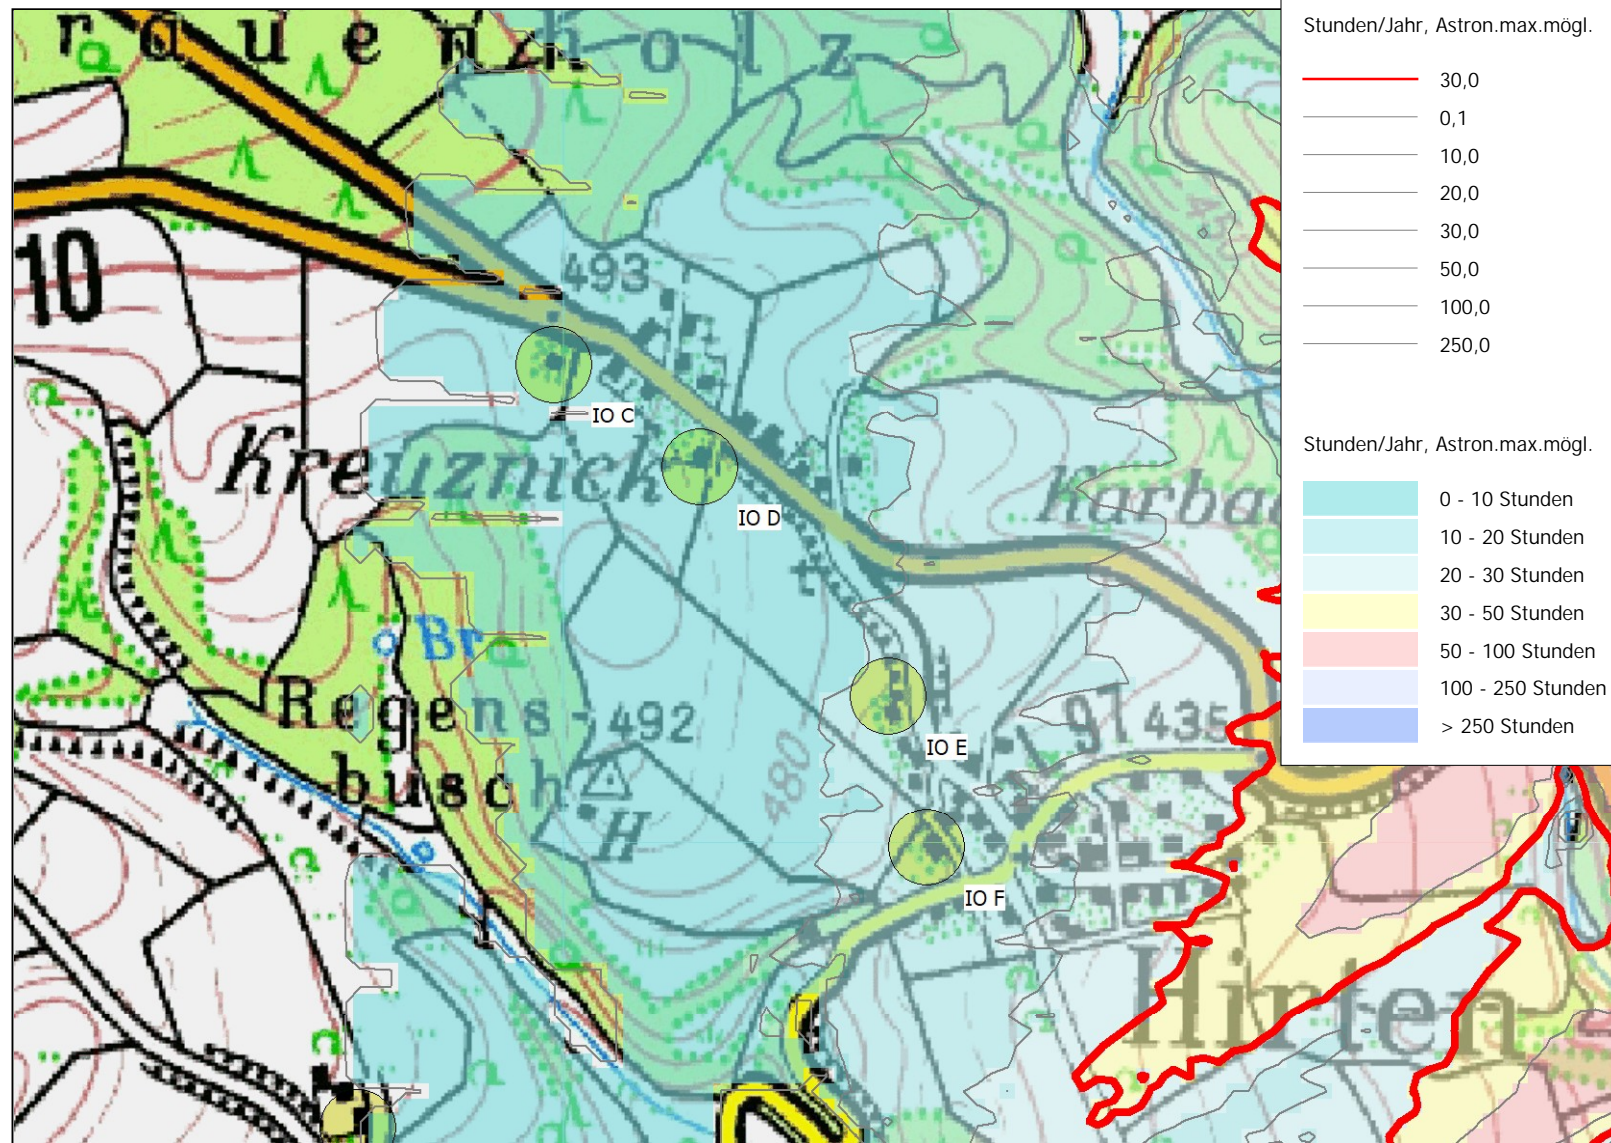 rauenholz
Stunden/Jahr, Astron.max.mögl.
30,0
0,1
10,0
20,0
30,0
50,0
100,0
250,0
10
493
IO C
Kreuznick
IO D
Karba
Stunden/Jahr, Astron.max.mögl.
0 - 10 Stunden
10 - 20 Stunden
20 - 30 Stunden
30 - 50 Stunden
50 - 100 Stunden
100 - 250 Stunden
> 250 Stunden
t
Br
Regens-
busch
492
480
IO E
435
H
IO F
Hirten